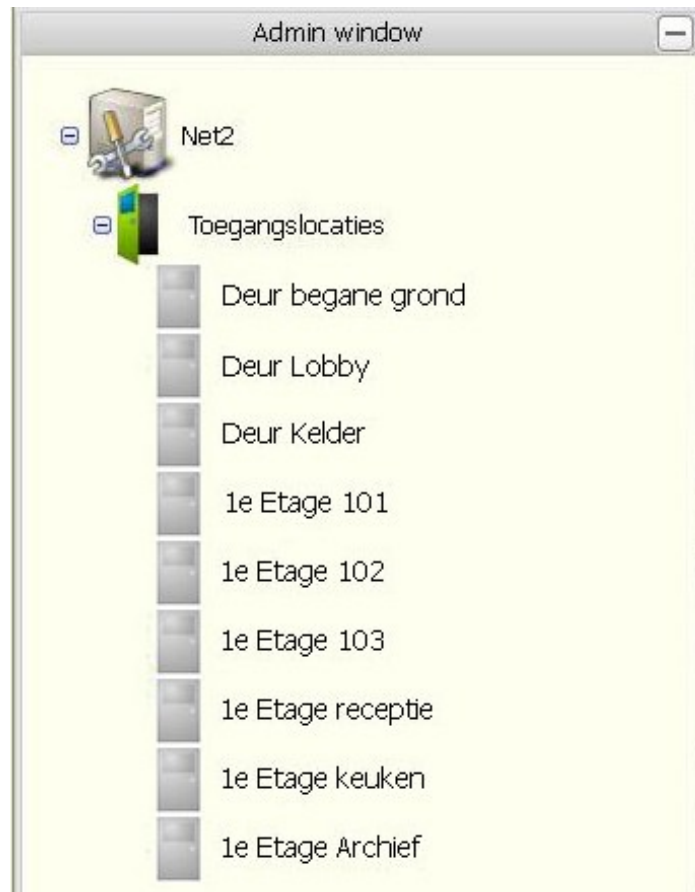 Admin window
Net2
Toegangslocaties
Deur begane grond
Deur Lobby
Deur Kelder
1e Etage 101
1e Etage 102
1e Etage 103
1e Etage receptie
1e Etage keuken
1e Etage Archief